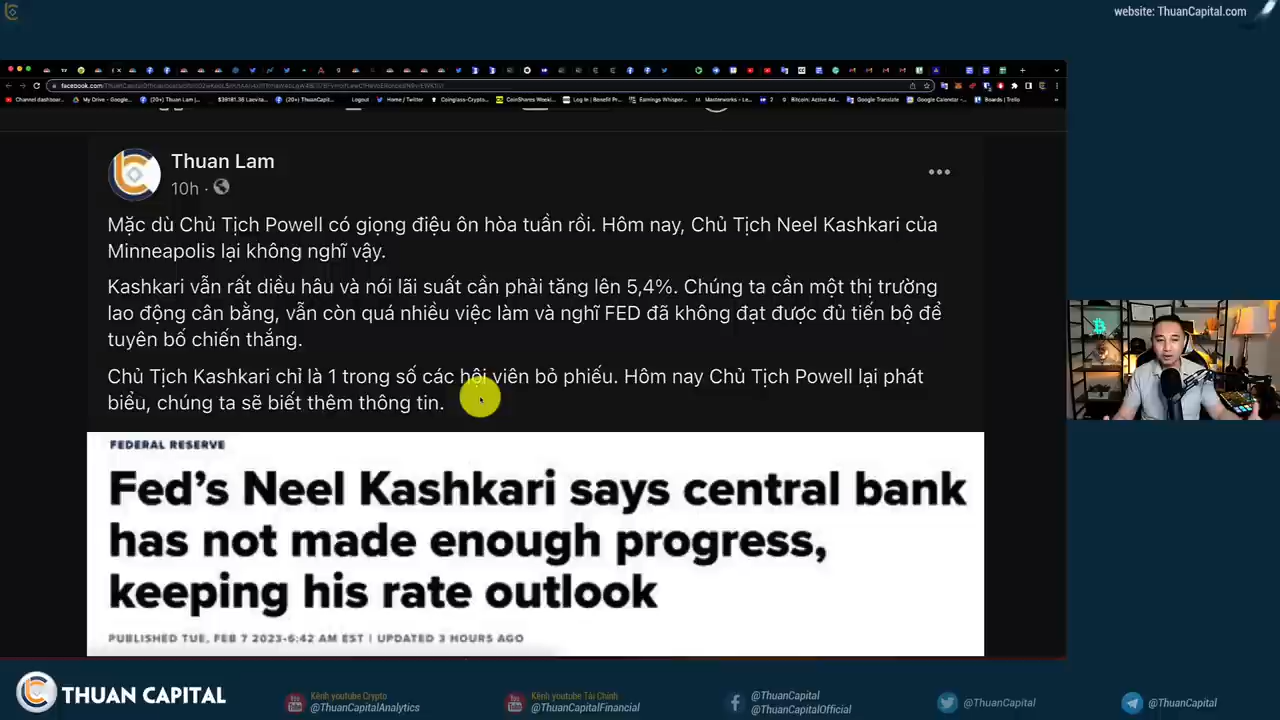 website: ThuanCapital.com
Thuan Lam
10h
Mặc dù Chủ Tịch Powell có giọng điệu ôn hòa tuần rồi. Hôm nay, Chủ Tịch Neel Kashkari của
Minneapolis lại không nghĩ vậy.
Kashkari vẫn rất diều hâu và nói lãi suất cần phải tăng lên 5,4%. Chúng ta cần một thị trường
lao động cân bằng, vẫn còn quá nhiều việc làm và nghĩ FED đã không đạt được đủ tiến bộ để
tuyên bố chiến thắng.
Chủ Tịch Kashkari chỉ là 1 trong số các hội viên bỏ phiếu. Hôm nay Chủ Tịch Powell lại phát
biểu, chúng ta sẽ biết thêm thông tin.
FEDERAL RESERVE
Fed's Neel Kashkari says central bank
has not made enough progress,
keeping his rate outlook
PUBLISHED TUE, FEB 7 2023-6:42 AM EST | UPDATED 3 HOURS AGO
THUAN CAPITAL
Kênh youtube Crypto
@ThuanCapitalAnalytics
Kênh youtube Tài Chính
@ThuanCapitalFinancial
@ThuanCapital
@ThuanCapitalOfficial
@ThuanCapital
@ThuanCapital